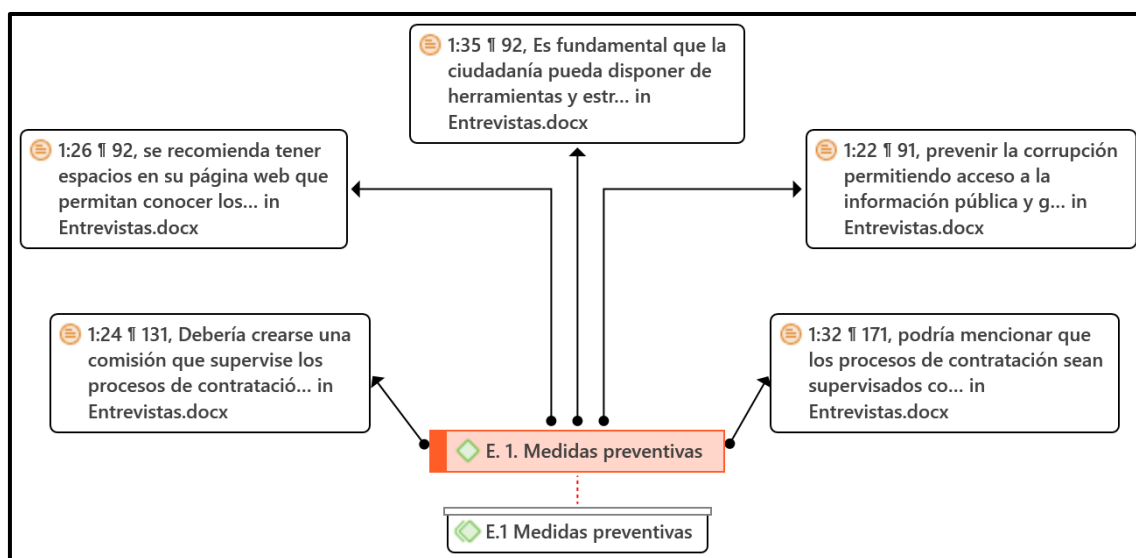 1:35 ¶ 92, Es fundamental que la
ciudadanía pueda disponer de
herramientas y estr... in
Entrevistas.docx
1:26 ¶ 92, se recomienda tener
espacios en su página web que
permitan conocer los... in
Entrevistas.docx
1:22 ¶ 91, prevenir la corrupción
permitiendo acceso a la
información pública y g... in
Entrevistas.docx
1:24 ¶ 131, Debería crearse una
comisión que supervise los
procesos de contratació... in
Entrevistas.docx
1:32 ¶ 171, podría mencionar que
los procesos de contratación sean
supervisados co... in
Entrevistas.docx
E. 1. Medidas preventivas
E.1 Medidas preventivas